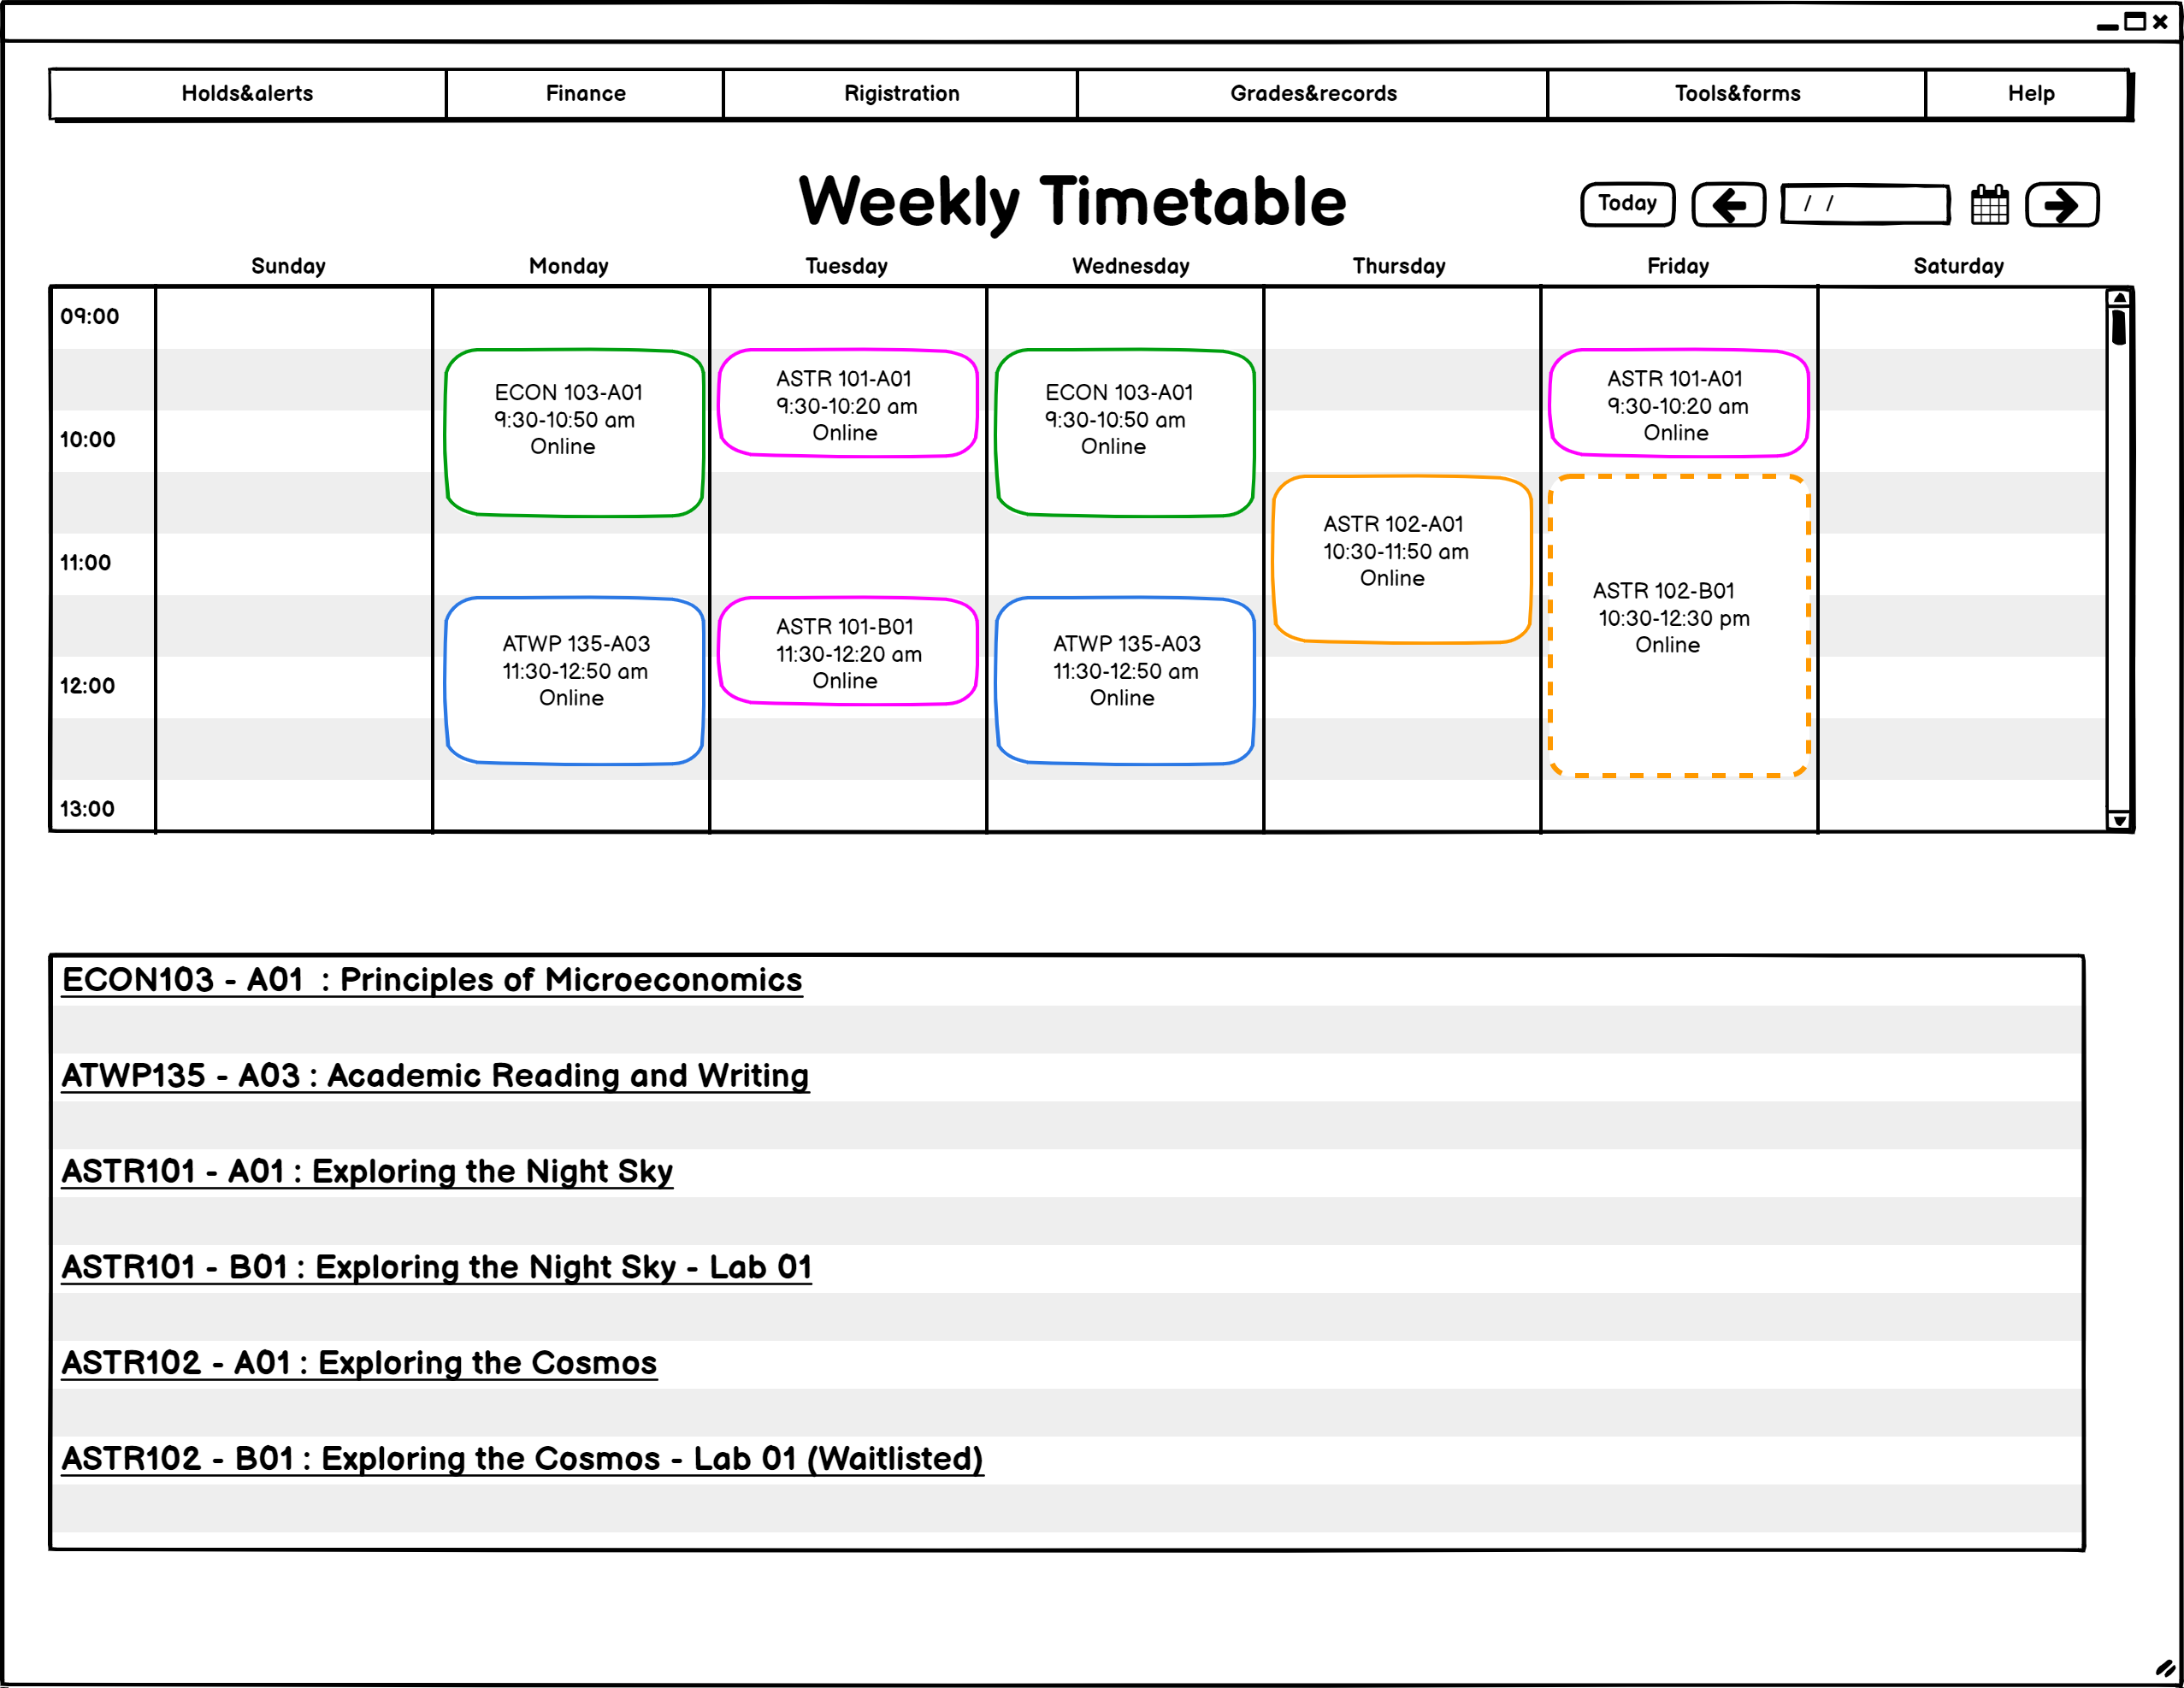 Holds&alerts Finance Rigistration Grades&records Tools&forms Help
Weekly Timetable
Today / /
Sunday Monday Tuesday Wednesday Thursday Friday Saturday
09:00
10:00
11:00
12:00
13:00
ECON 103-A01
9:30-10:50 am
Online
ATWP 135-A03
11:30-12:50 am
Online
ASTR 101-A01
9:30-10:20 am
Online
ASTR 101-B01
11:30-12:20 am
Online
ECON 103-A01
9:30-10:50 am
Online
ATWP 135-A03
11:30-12:50 am
Online
ASTR 102-A01
10:30-11:50 am
Online
ASTR 101-A01
9:30-10:20 am
Online
ASTR 102-B01
10:30-12:30 pm
Online
ECON103 - A01 : Principles of Microeconomics
ATWP135 - A03 : Academic Reading and Writing
ASTR101 - A01 : Exploring the Night Sky
ASTR101 - B01 : Exploring the Night Sky - Lab 01
ASTR102 - A01 : Exploring the Cosmos
ASTR102 - B01 : Exploring the Cosmos - Lab 01 (Waitlisted)